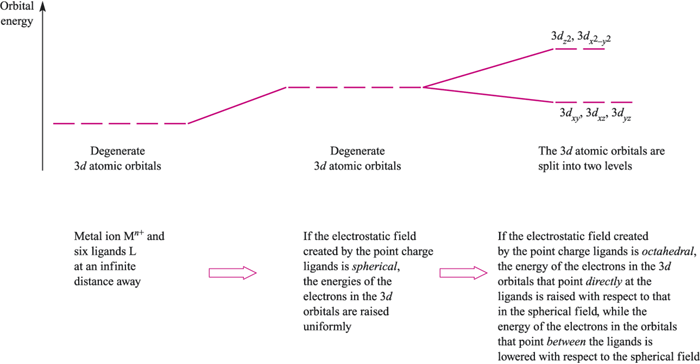 Orbital
energy
3dz2, 3dx2–y2
3dxy, 3dxz, 3dyz
Degenerate
3d atomic orbitals
Degenerate
3d atomic orbitals
The 3d atomic orbitals are
split into two levels
Metal ion Mn+ and
six ligands L
at an infinite
distance away
If the electrostatic field
created by the point charge
ligands is spherical,
the energies of the
electrons in the 3d
orbitals are raised
uniformly
If the electrostatic field created
by the point charge ligands is octahedral,
the energy of the electrons in the 3d
orbitals that point directly at the
ligands is raised with respect to that
in the spherical field, while the
energy of the electrons in the orbitals
that point between the ligands is
lowered with respect to the spherical field